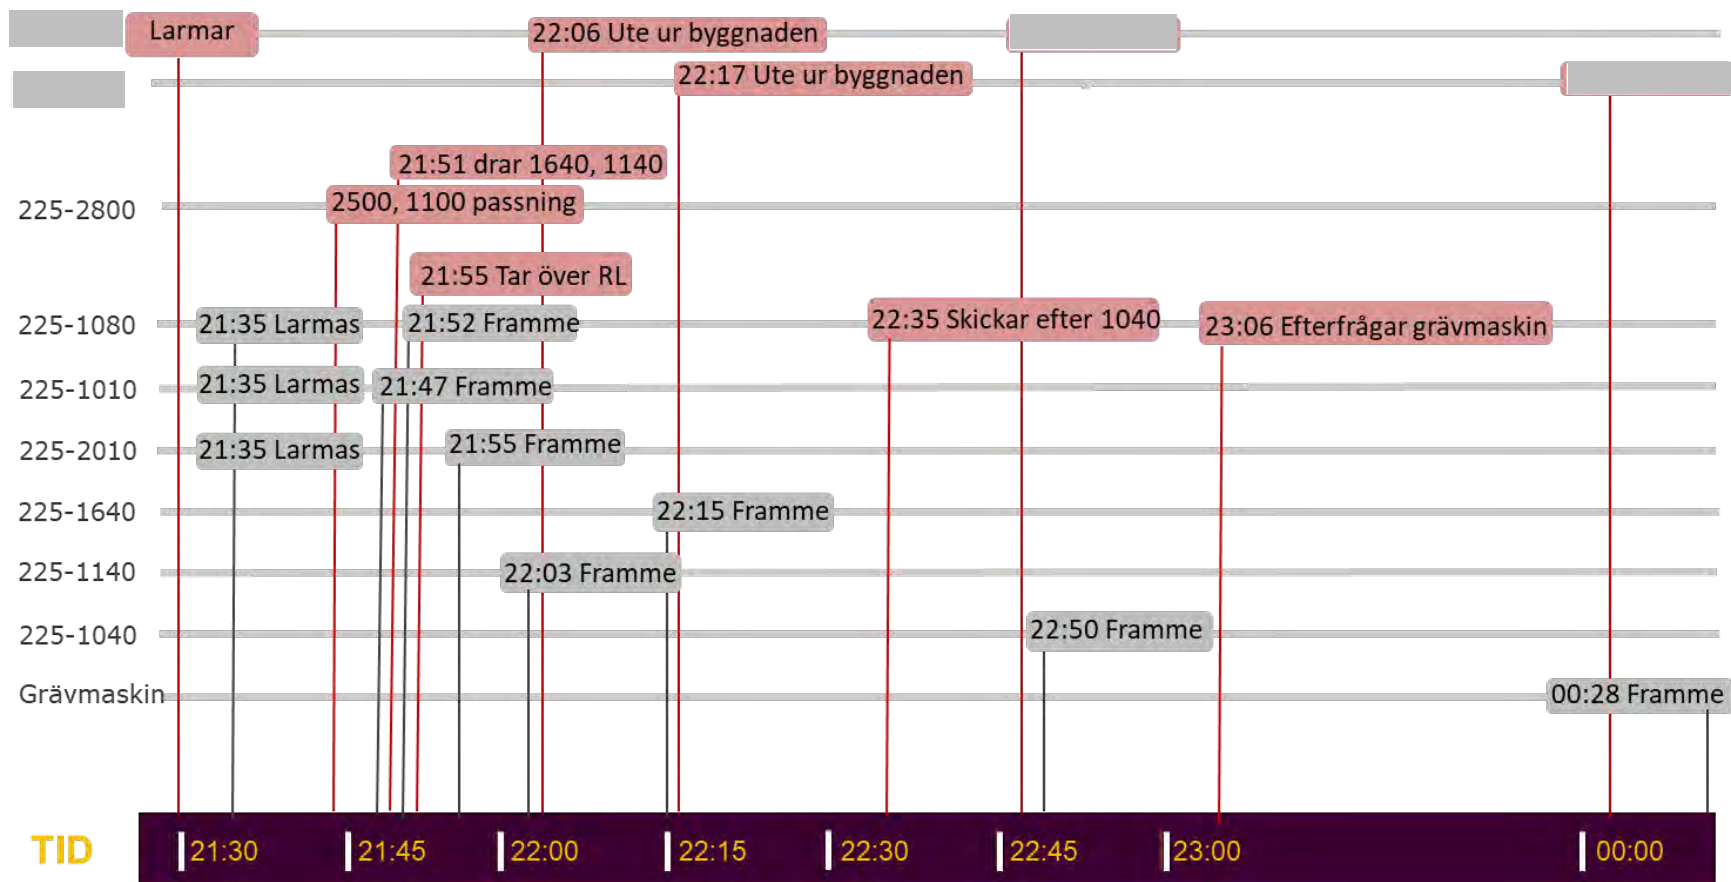 Larmar
22:06 Ute ur byggnaden
22:17 Ute ur byggnaden
21:51 drar 1640, 1140
225-2800
2500, 1100 passning
21:55 Tar över RL
225-1080
21:35 Larmas
21:52 Framme
22:35 Skickar efter 1040
23:06 Efterfrågar grävmaskin
225-1010
21:35 Larmas
21:47 Framme
225-2010
21:35 Larmas
21:55 Framme
225-1640
22:15 Framme
225-1140
22:03 Framme
225-1040
22:50 Framme
Grävmaskin
00:28 Framme
TID
21:30
21:45
22:00
22:15
22:30
22:45
23:00
00:00